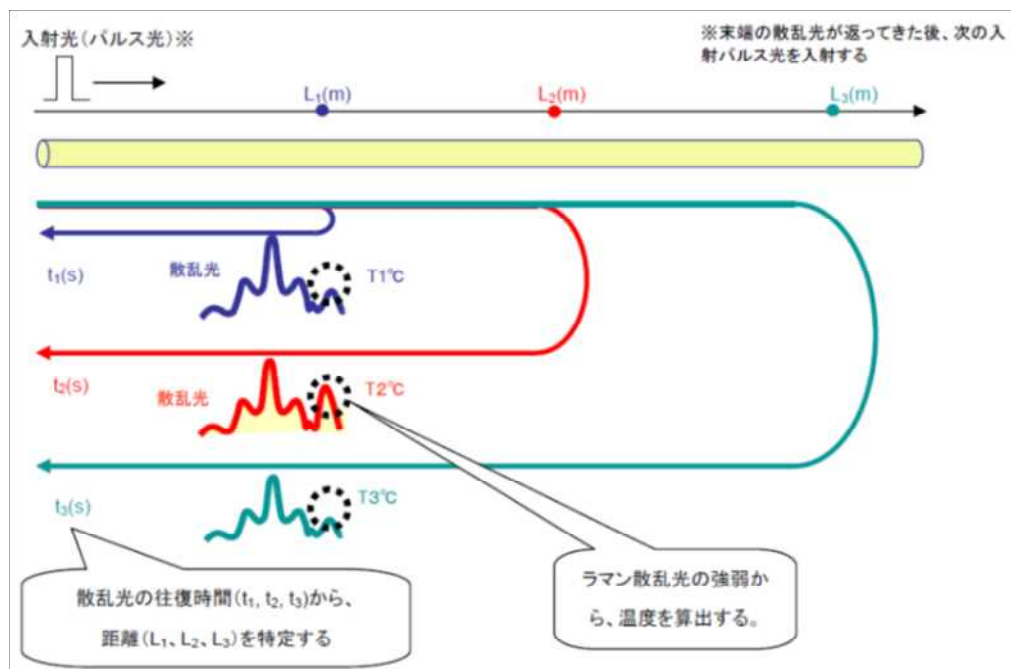 入射光(パルス光)※
※末端の散乱光が返ってきた後、次の入
射パルス光を入射する
L₁(m)
L₂(m)
L₃(m)
t₁(s)
散乱光
T1℃
t₂(s)
散乱光
T2℃
t₃(s)
T3℃
散乱光の往復時間(t₁, t₂, t₃)から、
距離(L₁、L₂、L₃)を特定する
ラマン散乱光の強弱か
ら、温度を算出する。